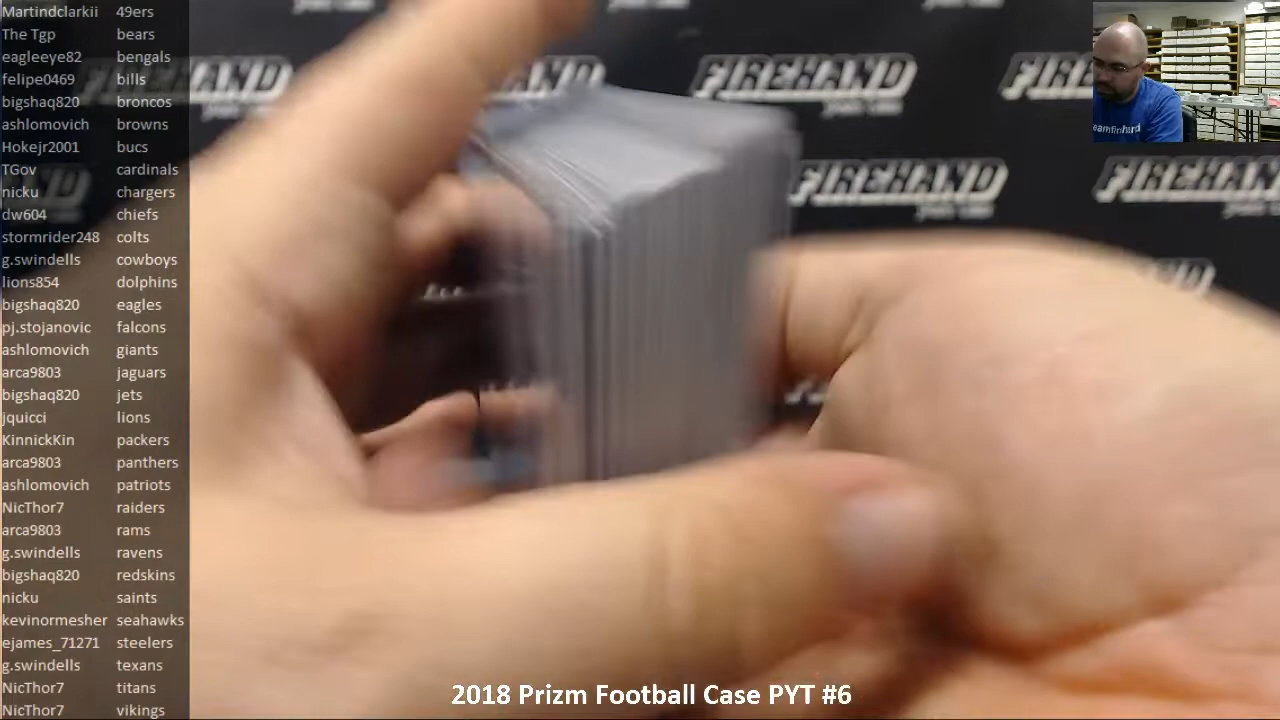 Martindclarkii 49ers
The Tgp bears
eagleeye82 bengals
felipe0469 bills
bigshaq820 broncos
ashlomovich browns
Hokejr2001 bucs
TGov cardinals
nicku chargers
dw604 chiefs
stormrider248 colts
g.swindells cowboys
lions854 dolphins
bigshaq820 eagles
pj.stojanovic falcons
ashlomovich giants
arca9803 jaguars
bigshaq820 jets
jquicci lions
KinnickKin packers
arca9803 panthers
ashlomovich patriots
NicThor7 raiders
arca9803 rams
g.swindells ravens
bigshaq820 redskins
nicku saints
kevinormesher seahawks
ejames_71271 steelers
g.swindells texans
NicThor7 titans
NicThor7 vikings
FIREHAND
FIREHAND
FIREHAND
FIREHAND
2018 Prizm Football Case PYT #6